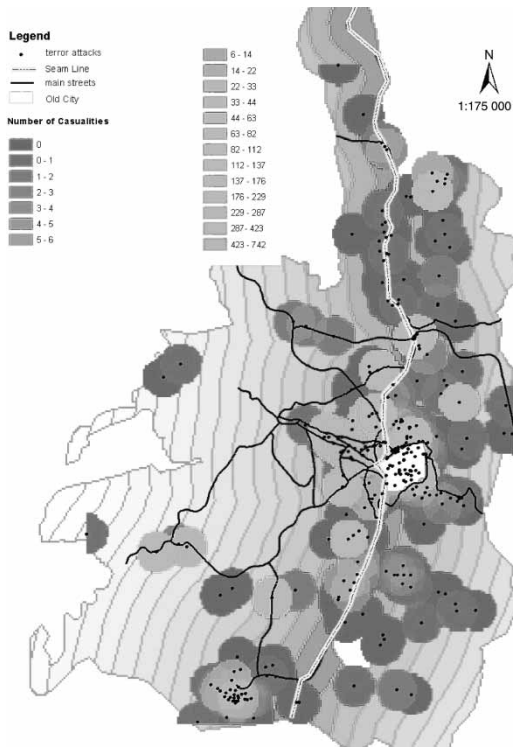 Legend
terror attacks
Seam Line
main streets
Old City
Number of Casualities
0
0 - 1
1 - 2
2 - 3
3 - 4
4 - 5
5 - 6
6 - 14
14 - 22
22 - 33
33 - 44
44 - 63
63 - 82
82 - 112
112 - 137
137 - 176
176 - 229
229 - 287
287 - 423
423 - 742
N
1:175 000